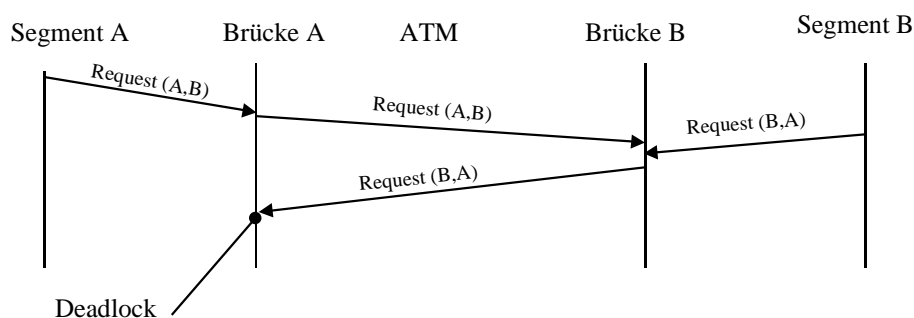 Segment A Brücke A ATM Brücke B Segment B
Request (A,B)
Request (A,B)
Request (B,A)
Request (B,A)
Deadlock